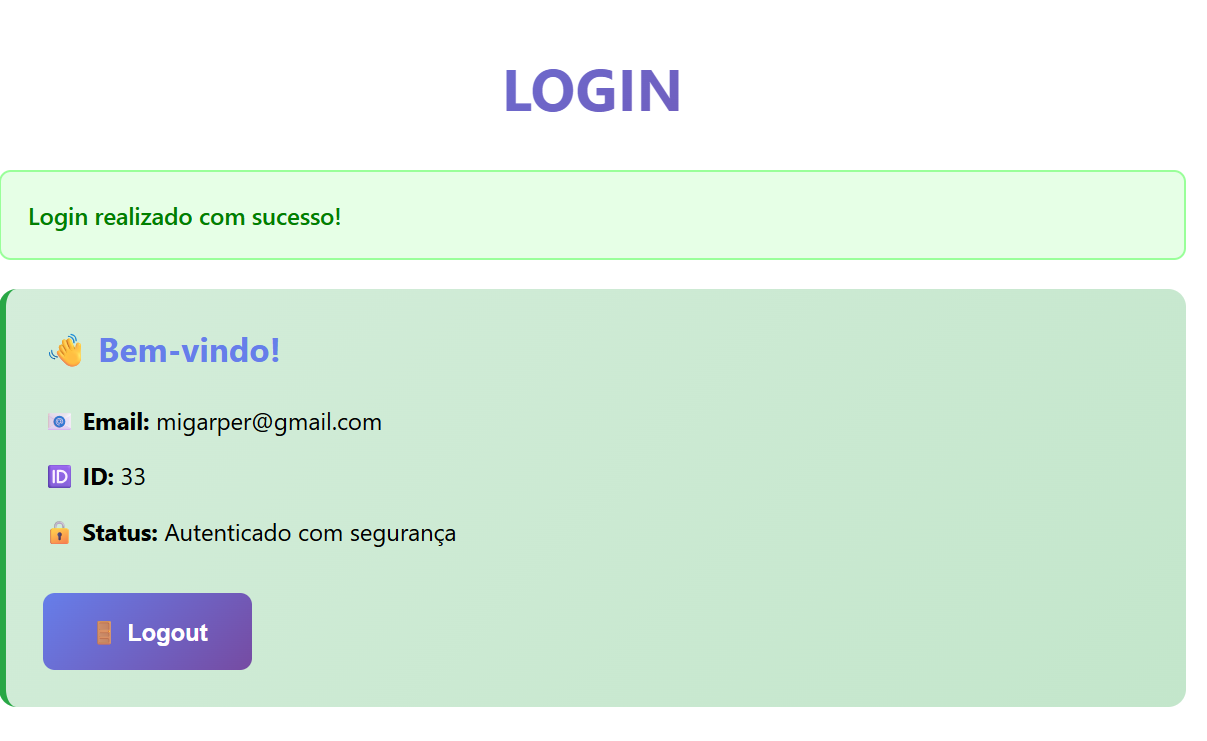 LOGIN
Login realizado com sucesso!
👋 Bem-vindo!
📧 Email: migarper@gmail.com
🆔 ID: 33
🔒 Status: Autenticado com segurança
🚪 Logout